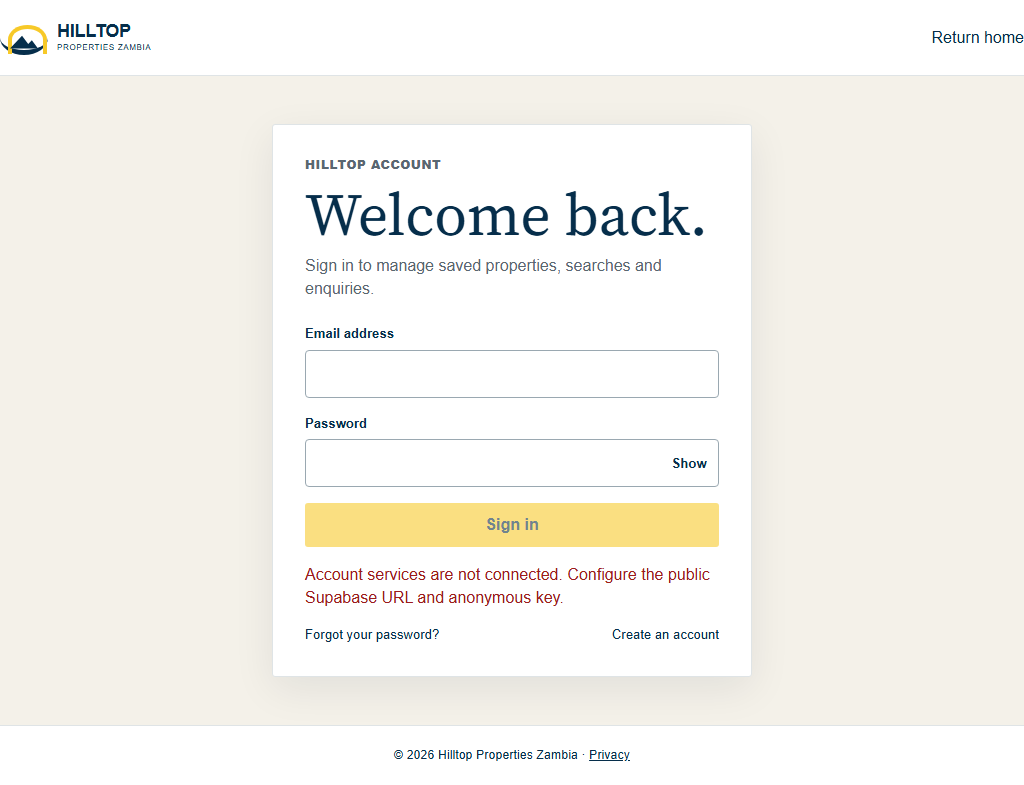 HILLTOP
PROPERTIES ZAMBIA
Return home
HILLTOP ACCOUNT
Welcome back.
Sign in to manage saved properties, searches and
enquiries.
Email address
Password
Show
Sign in
Account services are not connected. Configure the public
Supabase URL and anonymous key.
Forgot your password?
Create an account
© 2026 Hilltop Properties Zambia · Privacy